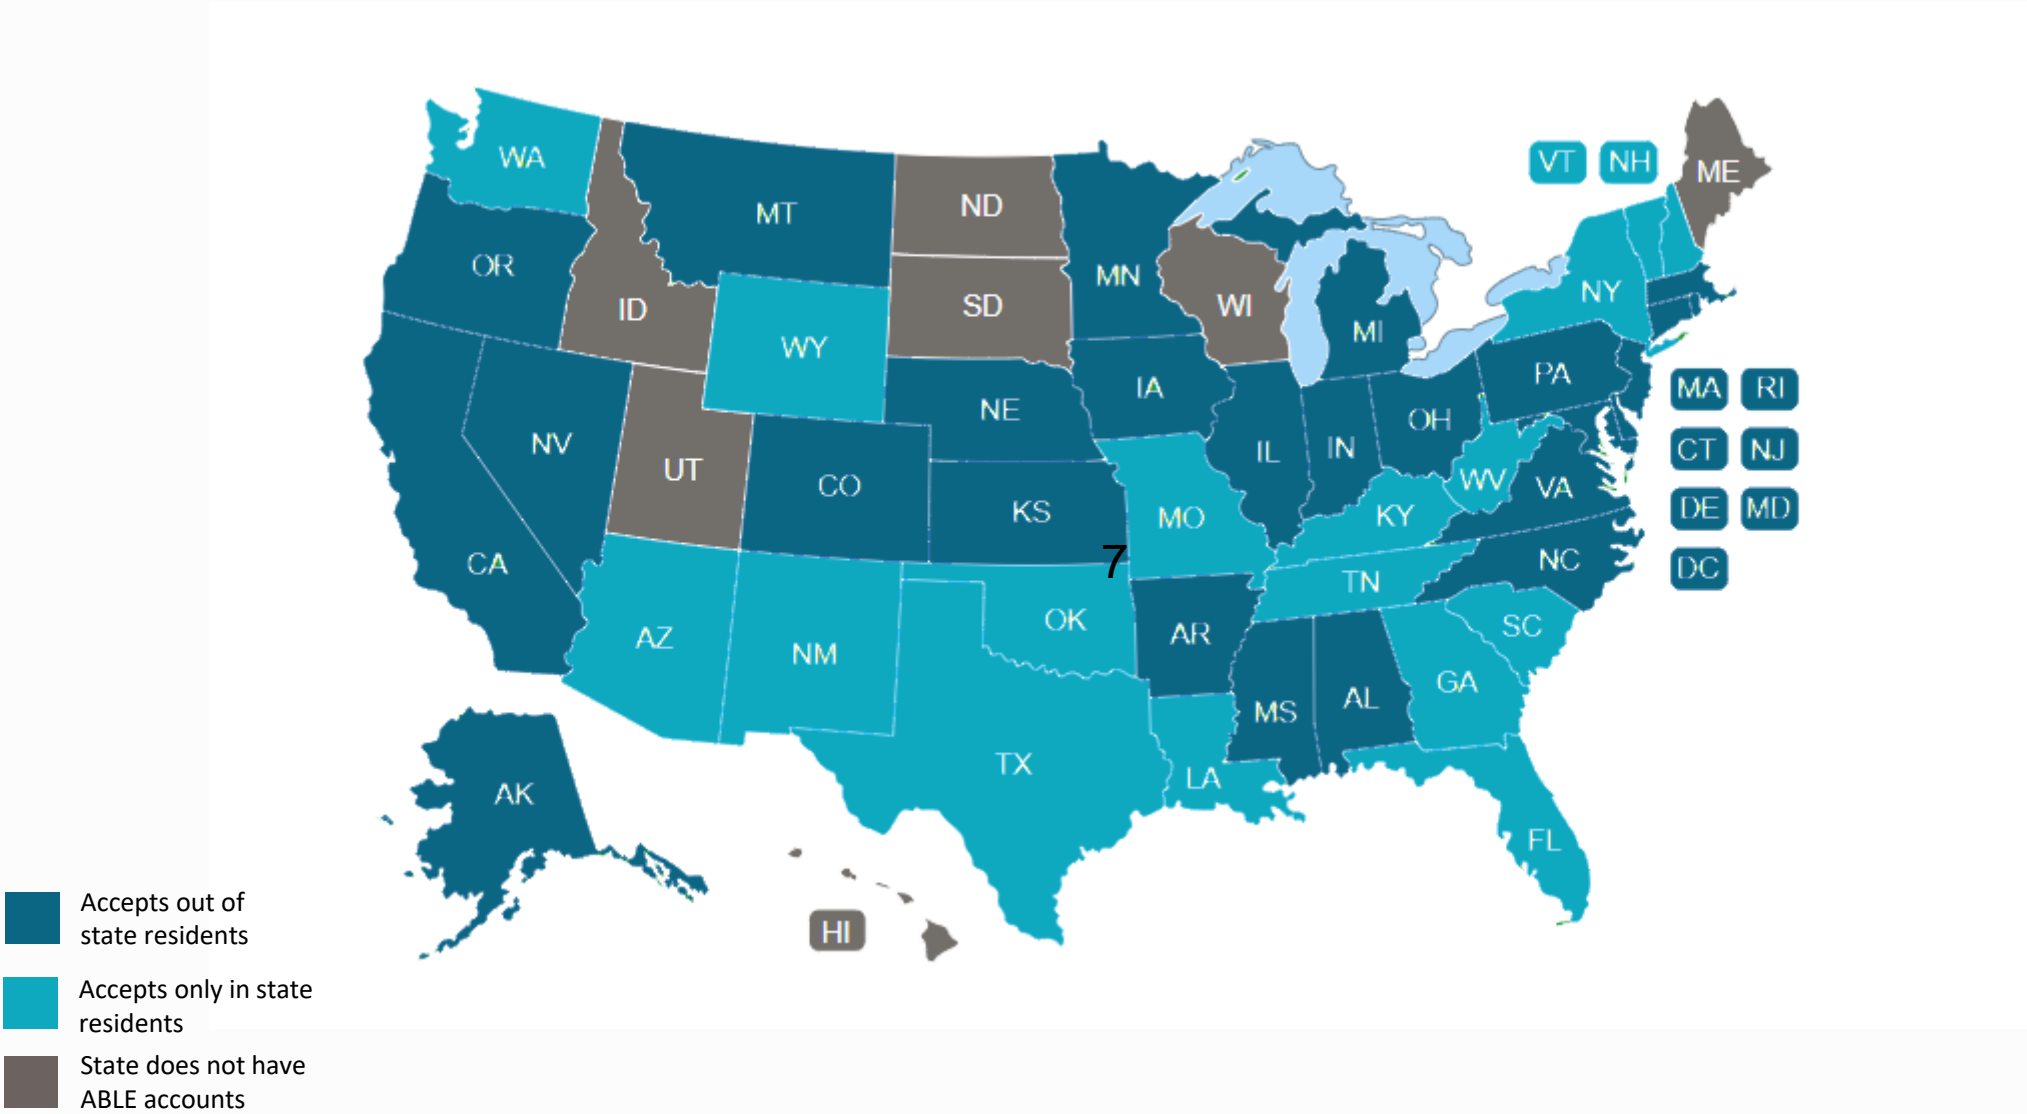 WA
VT NH
ME
MT
ND
OR
MN
NY
ID
SD
WI
MI
WY
PA
IA
MA RI
NE
OH
NV
IL
IN
CT NJ
UT
CO
WV
VA
KS
MO
KY
DE MD
7
CA
NC
DC
TN
OK
AZ
AR
SC
NM
GA
MS
AL
TX
LA
AK
FL
HI
Accepts out of
state residents
Accepts only in state
residents
State does not have
ABLE accounts